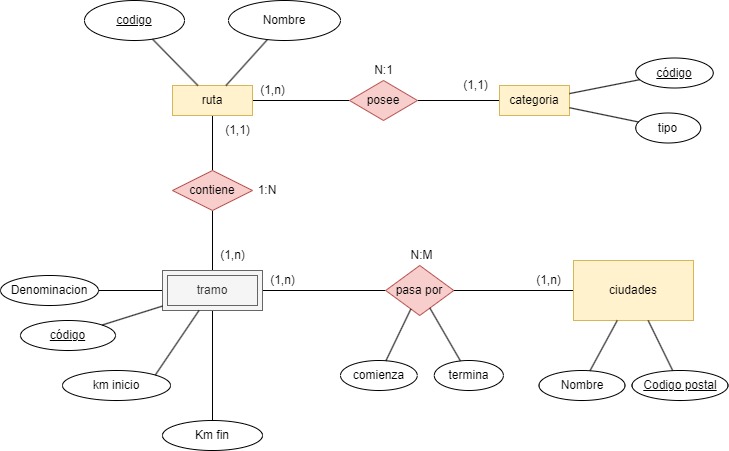 codigo
Nombre
N:1
ruta
(1,n)
posee
(1,1)
categoria
código
tipo
(1,1)
contiene
1:N
(1,n)
Denominacion
tramo
(1,n)
N:M
pasa por
(1,n)
ciudades
código
km inicio
comienza
termina
Nombre
Codigo postal
Km fin